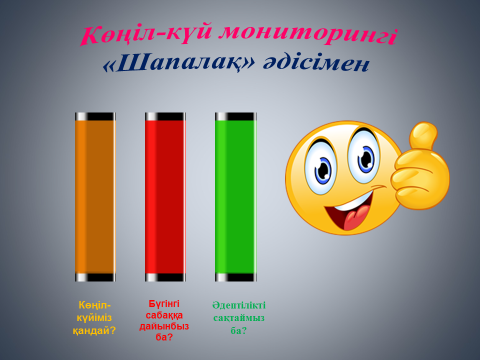 Көңіл-күй мониторингі
«Шапалақ» әдісімен
Көңіл-
күйіміз
қандай?
Бүгінгі
сабаққа
дайынбыз
ба?
Әдептілікті
сақтаймыз
ба?